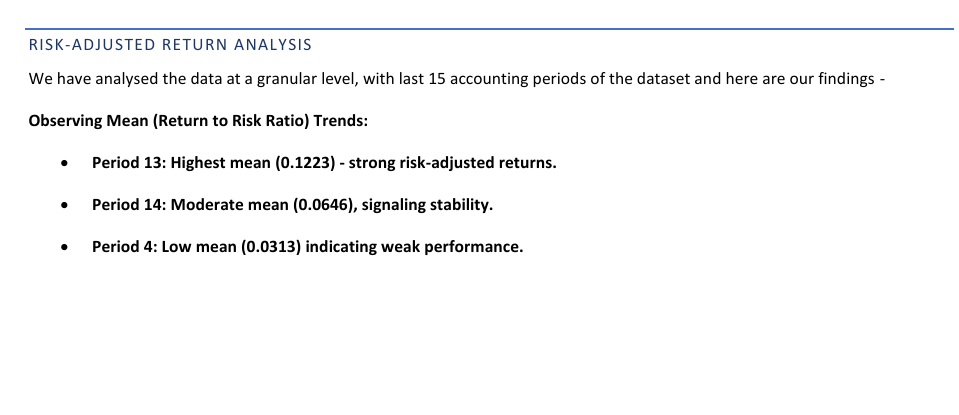 RISK-ADJUSTED RETURN ANALYSIS
We have analysed the data at a granular level, with last 15 accounting periods of the dataset and here are our findings -
Observing Mean (Return to Risk Ratio) Trends:
• Period 13: Highest mean (0.1223) - strong risk-adjusted returns.
• Period 14: Moderate mean (0.0646), signaling stability.
• Period 4: Low mean (0.0313) indicating weak performance.